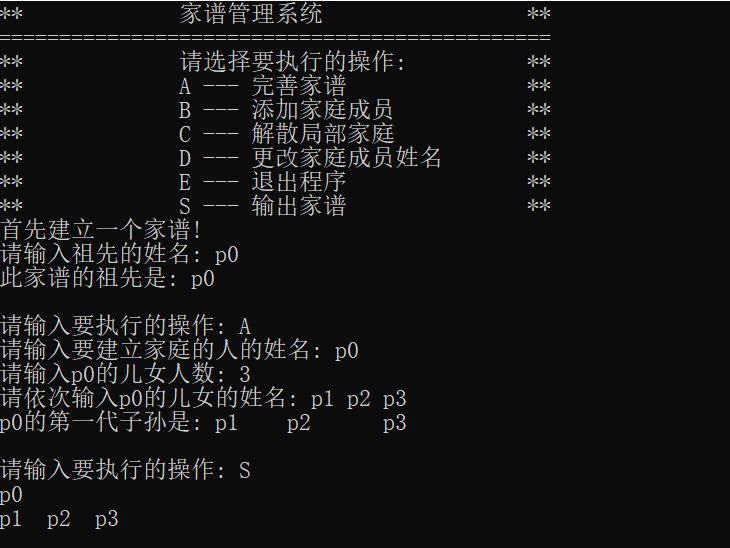 **             家谱管理系统                 **
==============================================
**             请选择要执行的操作:          **
**             A --- 完善家谱               **
**             B --- 添加家庭成员           **
**             C --- 解散局部家庭           **
**             D --- 更改家庭成员姓名       **
**             E --- 退出程序               **
**             S --- 输出家谱               **
首先建立一个家谱!
请输入祖先的姓名: p0
此家谱的祖先是: p0
请输入要执行的操作: A
请输入要建立家庭的人的姓名: p0
请输入p0的儿女人数: 3
请依次输入p0的儿女的姓名: p1 p2 p3
p0的第一代子孙是: p1    p2      p3
请输入要执行的操作: S
p0
p1  p2  p3